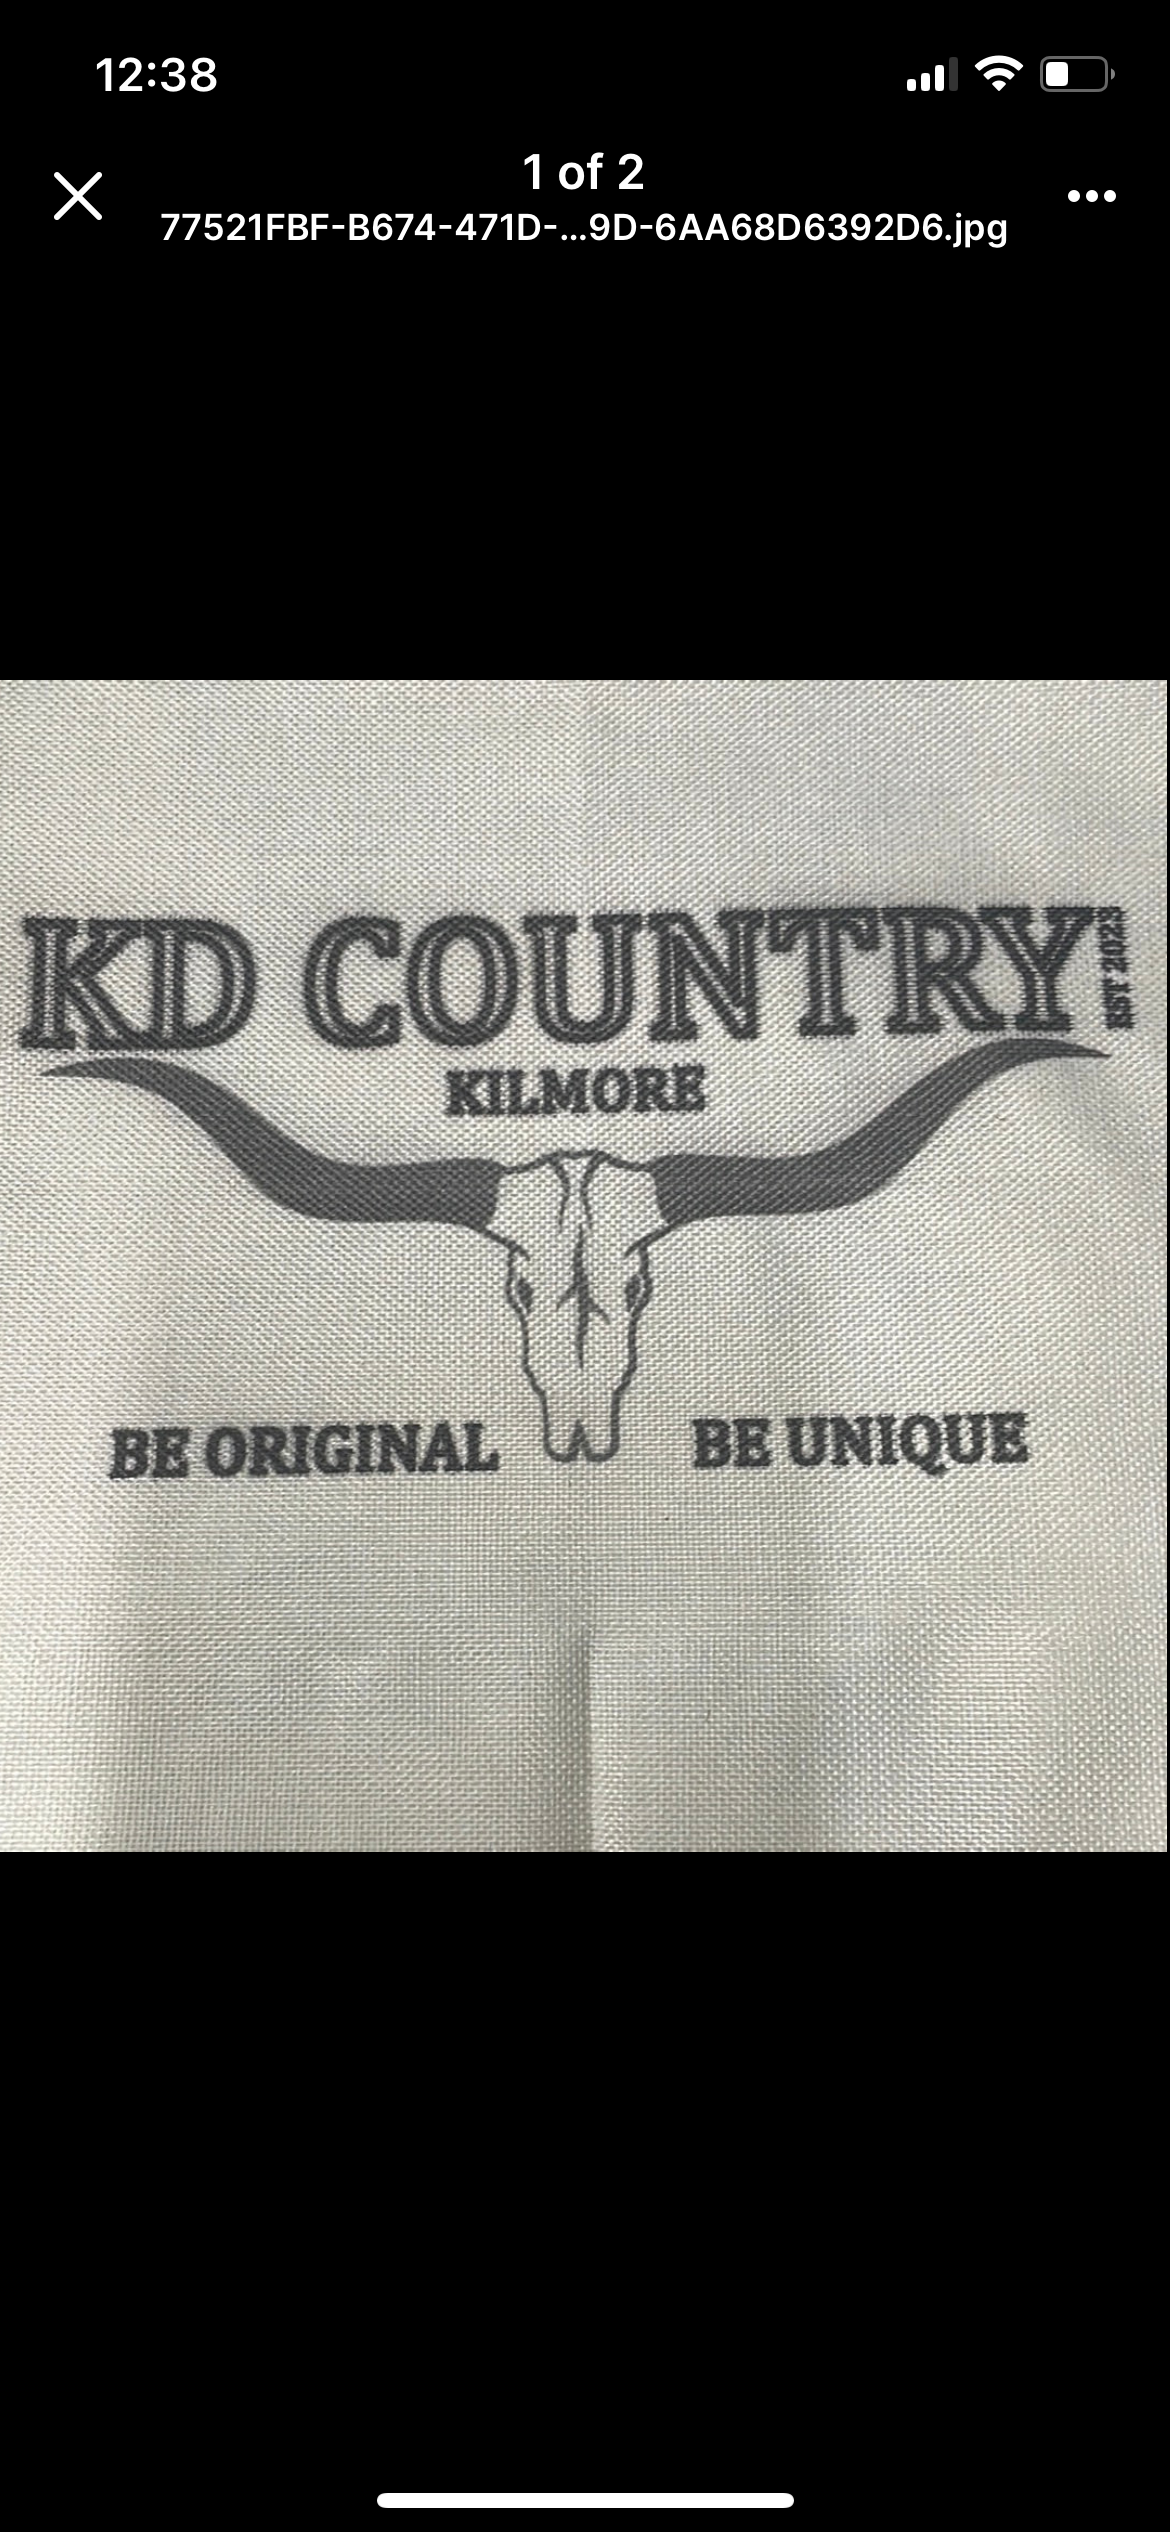 12:38
1 of 2
77521FBF-B674-471D-...9D-6AA68D6392D6.jpg
KD COUNTRY
EST 2023
KILMORE
BE ORIGINAL BE UNIQUE